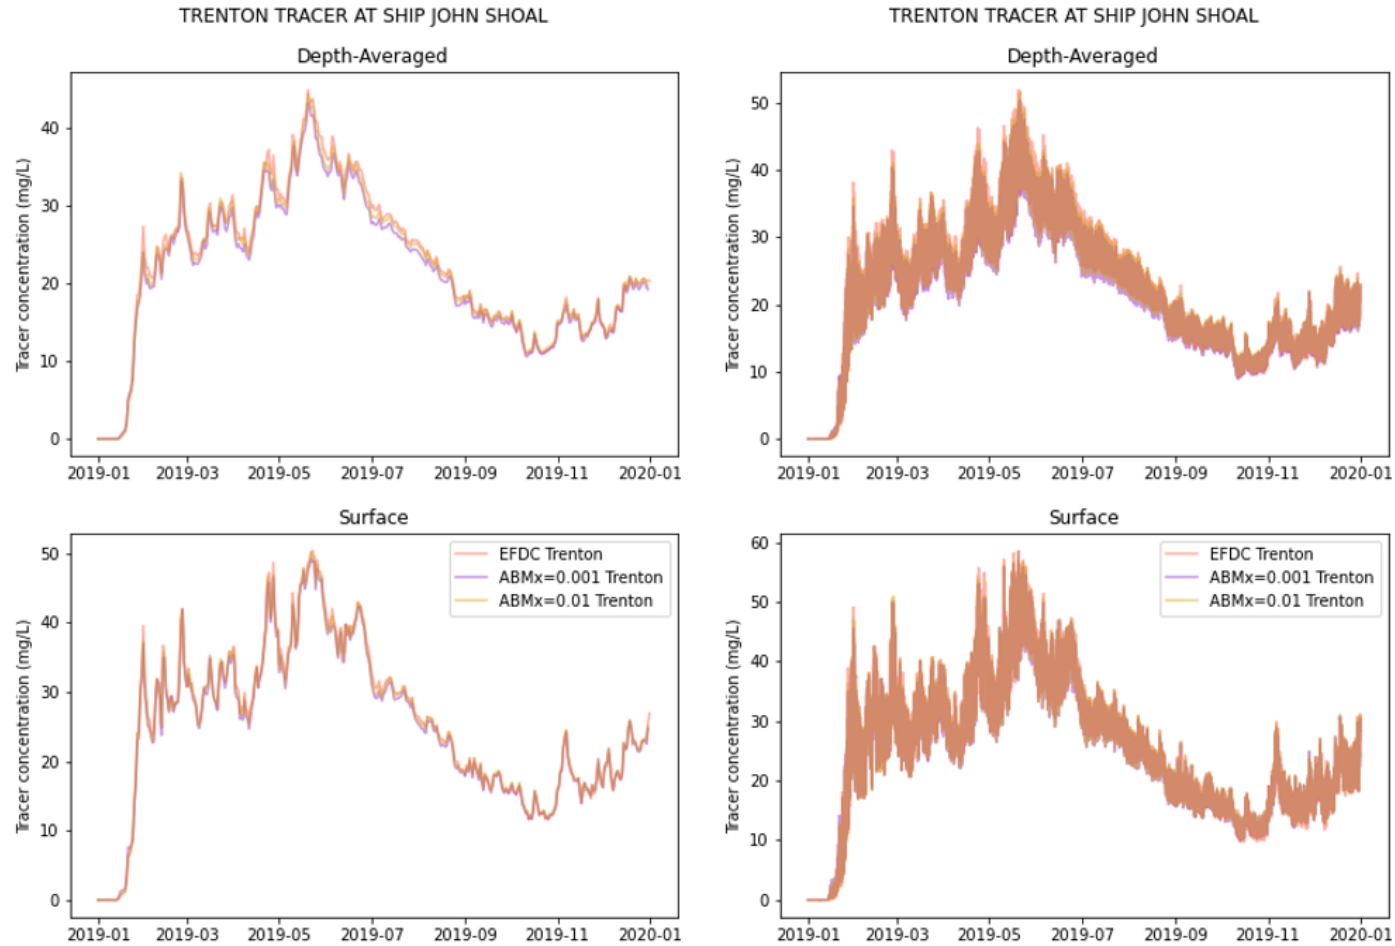 TRENTON TRACER AT SHIP JOHN SHOAL
Depth-Averaged
Tracer concentration (mg/L)
40
30
20
10
0
2019-01 2019-03 2019-05 2019-07 2019-09 2019-11 2020-01
Surface
Tracer concentration (mg/L)
50
40
30
20
10
0
EFDC Trenton
ABMx=0.001 Trenton
ABMx=0.01 Trenton
2019-01 2019-03 2019-05 2019-07 2019-09 2019-11 2020-01
TRENTON TRACER AT SHIP JOHN SHOAL
Depth-Averaged
Tracer concentration (mg/L)
50
40
30
20
10
0
2019-01 2019-03 2019-05 2019-07 2019-09 2019-11 2020-01
Surface
Tracer concentration (mg/L)
60
50
40
30
20
10
0
EFDC Trenton
ABMx=0.001 Trenton
ABMx=0.01 Trenton
2019-01 2019-03 2019-05 2019-07 2019-09 2019-11 2020-01